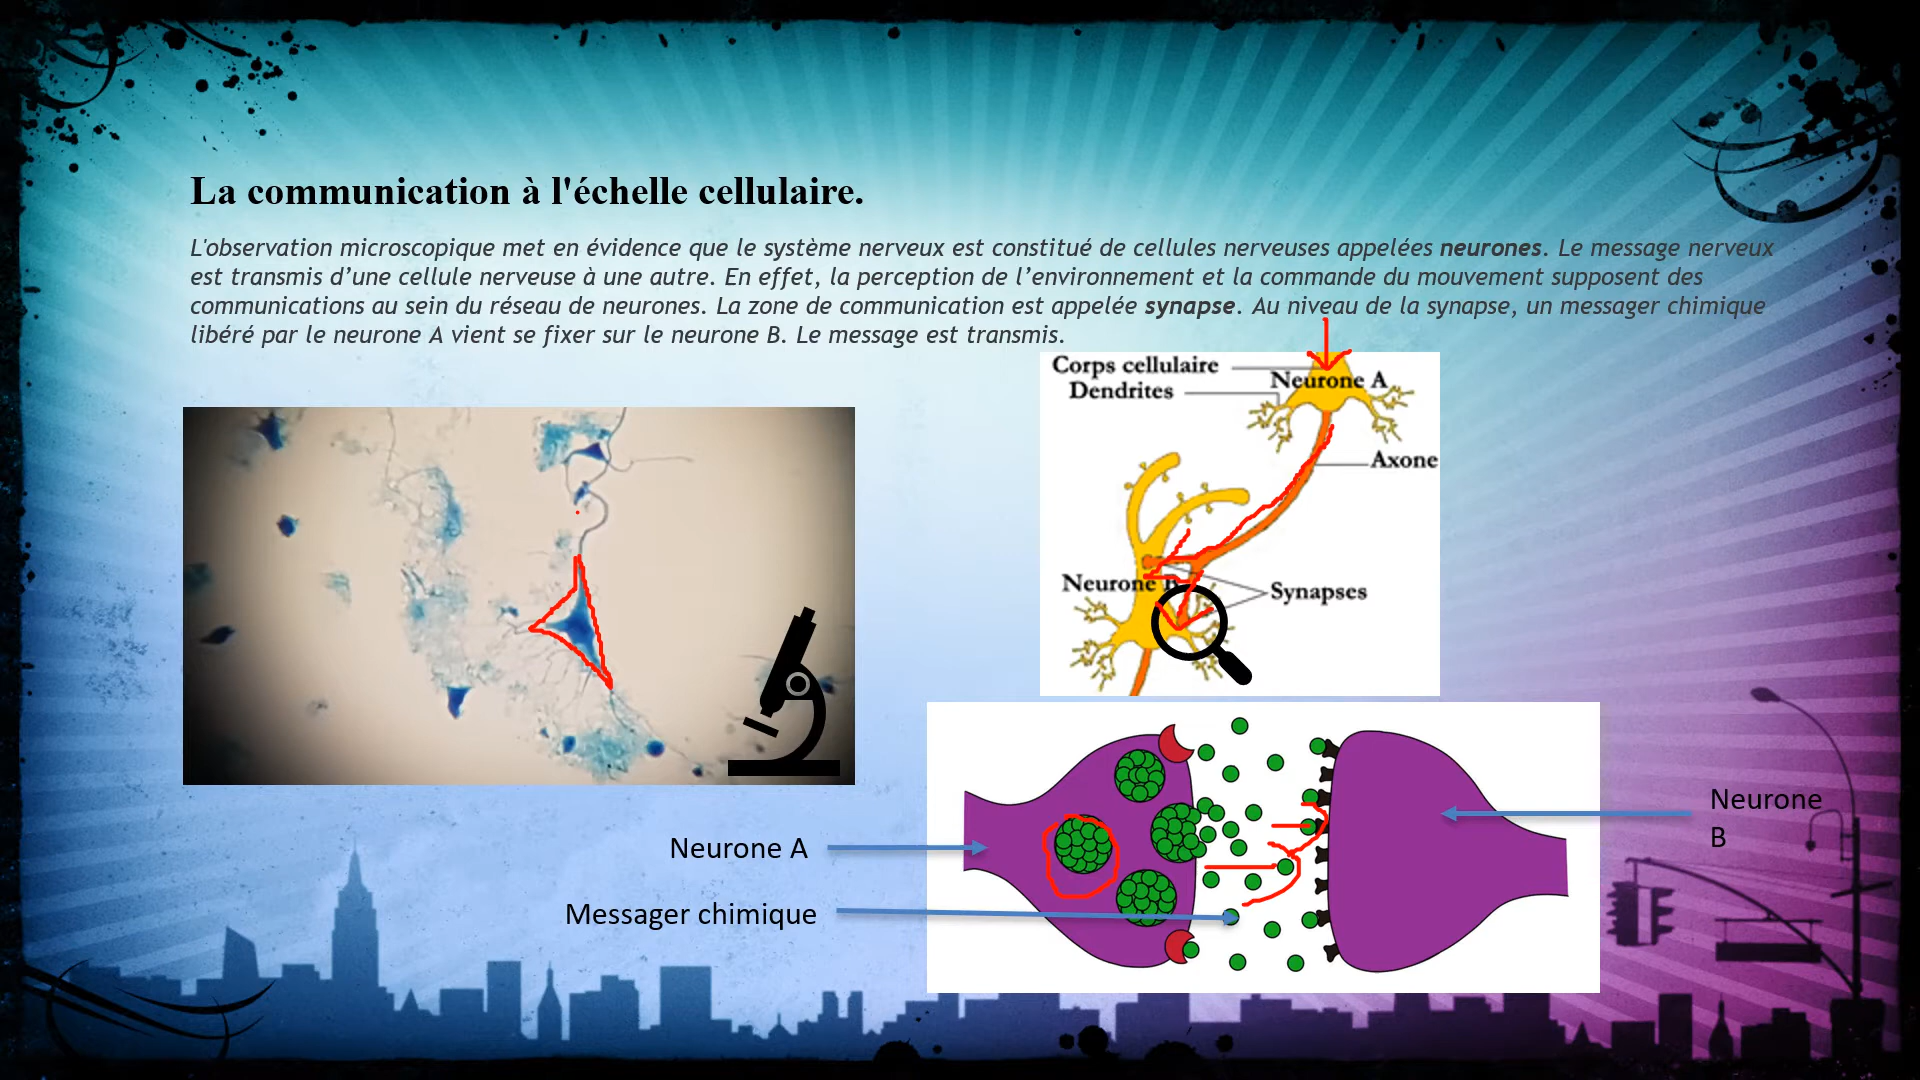 La communication à l'échelle cellulaire.
L'observation microscopique met en évidence que le système nerveux est constitué de cellules nerveuses appelées neurones. Le message nerveux
est transmis d’une cellule nerveuse à une autre. En effet, la perception de l’environnement et la commande du mouvement supposent des
communications au sein du réseau de neurones. La zone de communication est appelée synapse. Au niveau de la synapse, un messager chimique
libéré par le neurone A vient se fixer sur le neurone B. Le message est transmis.
Corps cellulaire
Neurone A
Dendrites
Axone
Neurone B
Synapses
Neurone A
Messager chimique
Neurone
B